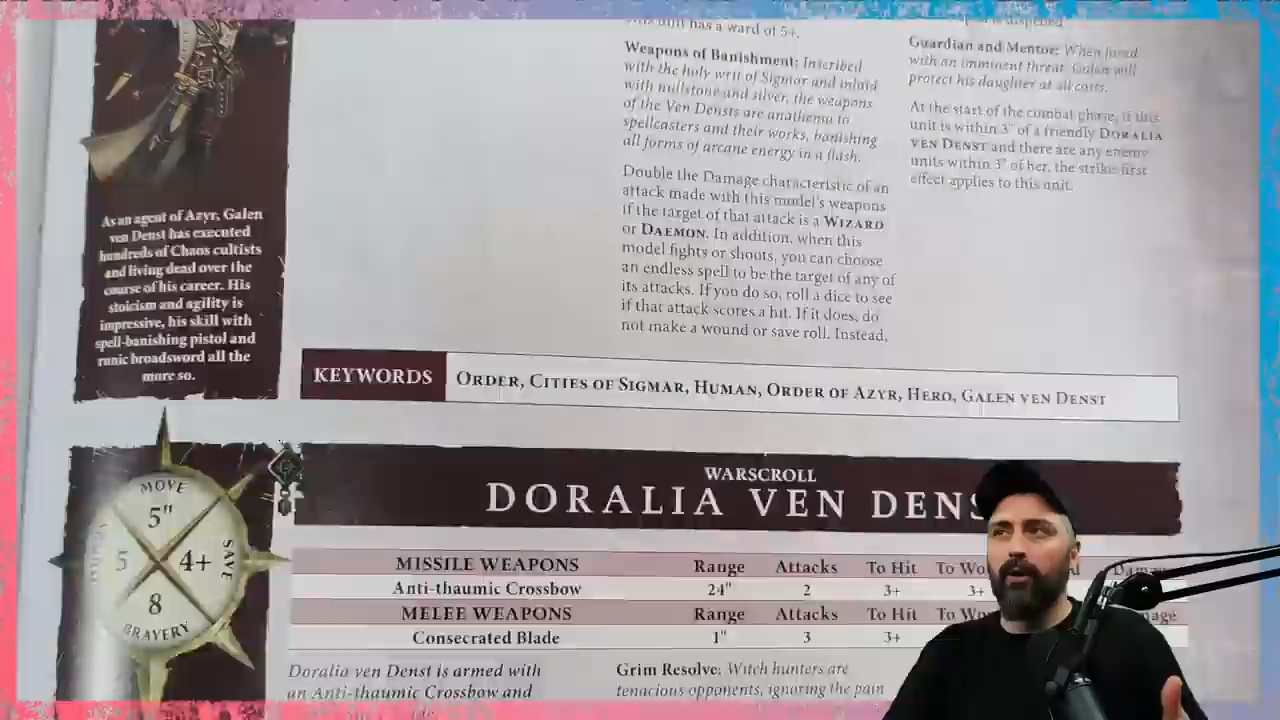 As an agent of Azyr, Galen
ven Denst has executed
hundreds of Chaos cultists
and living dead over the
course of his career. His
stoicism and agility is
impressive, his skill with
spell-banishing pistol and
runic broadsword all the
more so.
This unit has a ward of 5+.
Weapons of Banishment: Inscribed
with the holy writ of Sigmar and inlaid
with nullstone and silver, the weapons
of the Ven Densts are anathema to
spellcasters and their works, banishing
all forms of arcane energy in a flash.
Double the Damage characteristic of an
attack made with this model's weapons
if the target of that attack is a WIZARD
or DAEMON. In addition, when this
model fights or shoots, you can choose
an endless spell to be the target of any of
its attacks. If you do so, roll a dice to see
if that attack scores a hit. If it does, do
not make a wound or save roll. Instead,
is dispelled
Guardian and Mentor: When faced
with an imminent threat, Galen will
protect his daughter at all costs.
At the start of the combat phase, if this
unit is within 3" of a friendly DORALIA
VEN DENST and there are any enemy
units within 3" of her, the strike-first
effect applies to this unit.
KEYWORDS ORDER, CITIES OF SIGMAR, HUMAN, ORDER OF AZYR, HERO, GALEN VEN DENST
MOVE
5"
5 4+ SAVE
8
BRAVERY
WARSCROLL
DORALIA VEN DENS
MISSILE WEAPONS Range Attacks To Hit To Wo
Anti-thaumic Crossbow 24" 2 3+ 3+
MELEE WEAPONS Range Attacks To Hit To Wo
Consecrated Blade 1" 3 3+
Doralia ven Denst is armed with
an Anti-thaumic Crossbow and
Grim Resolve: Witch hunters are
tenacious opponents, ignoring the pain